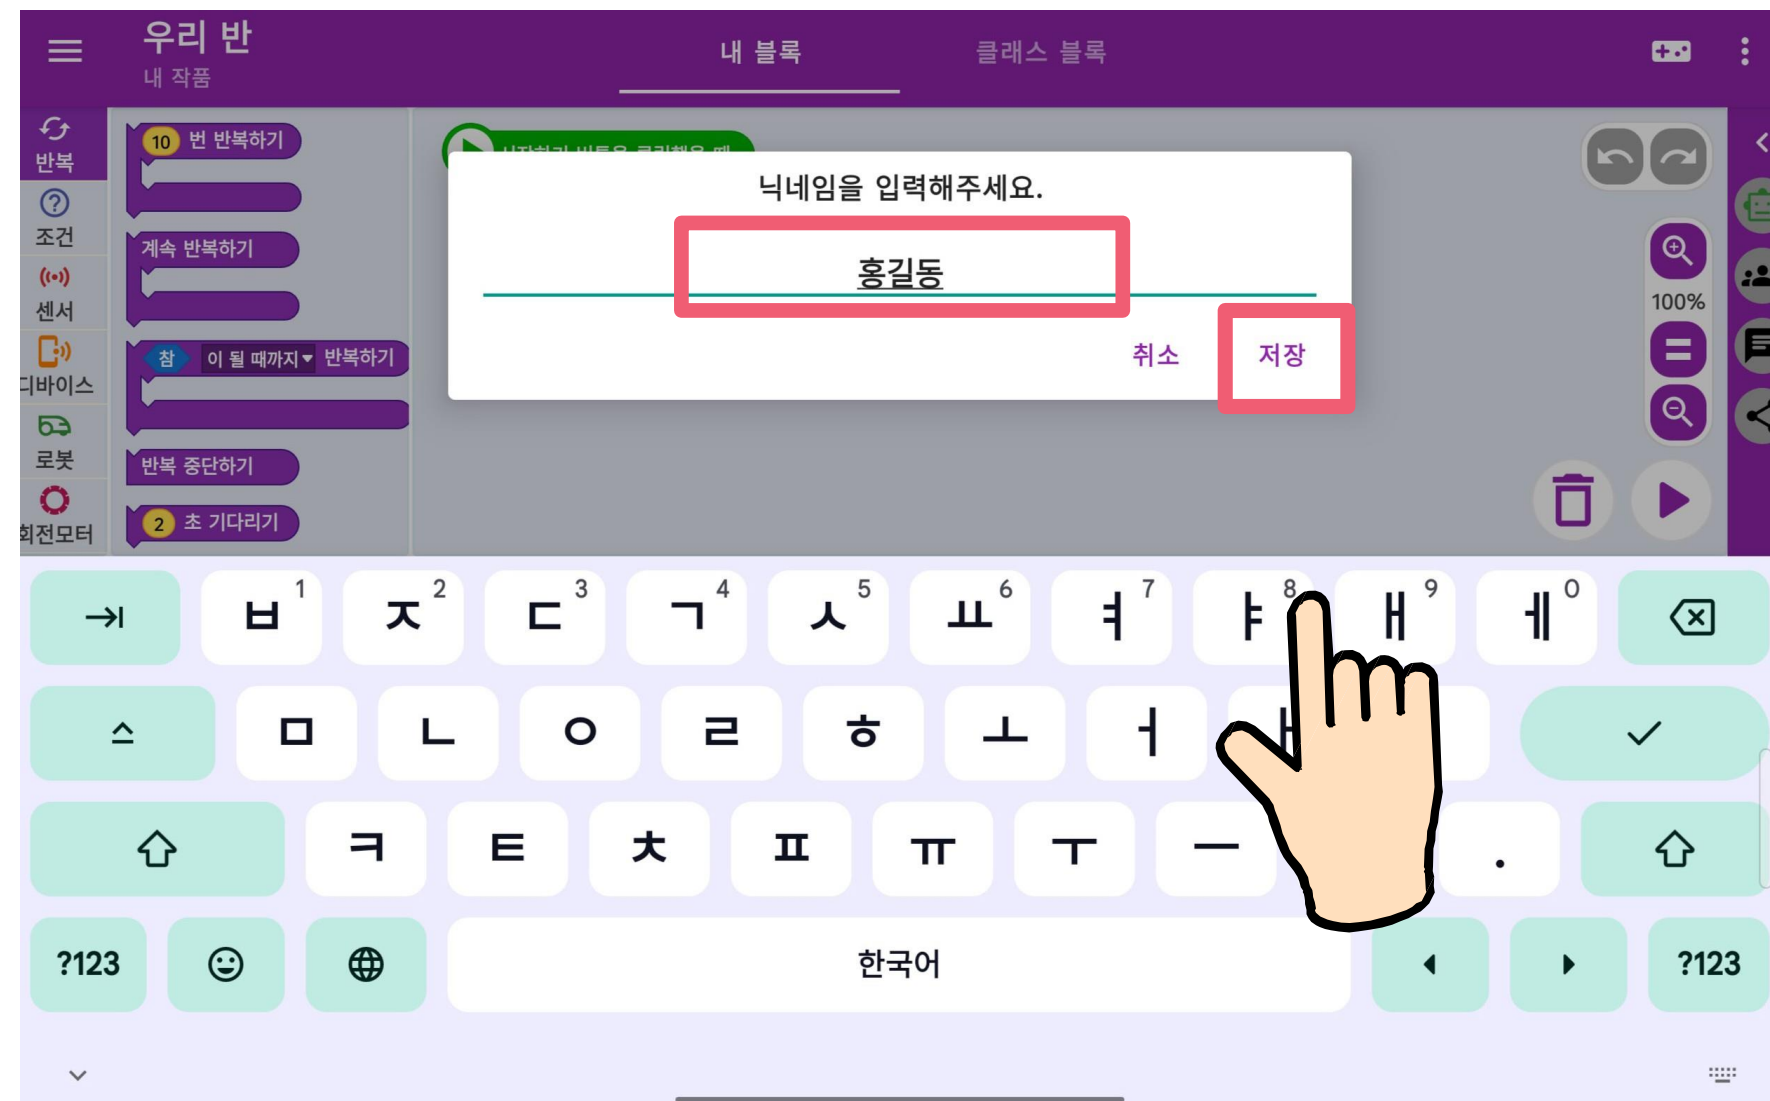 우리 반
내 작품
내 블록
클래스 블록
반복
조건
센서
디바이스
로봇
회전모터
10 번 반복하기
계속 반복하기
참 이 될 때까지▼ 반복하기
반복 중단하기
2 초 기다리기
닉네임을 입력해주세요.
홍길동
취소 저장
100%
ㅂ 1 ㅈ 2 ㄷ 3 ㄱ 4 ㅅ 5 ㅛ 6 ㅕ 7 ㅑ 8 ㅐ 9 ㅔ 0
ㅁ ㄴ ㅇ ㄹ ㅎ ㅗ ㅓ
ㅋ ㅌ ㅊ ㅍ ㅠ ㅜ ㅡ .
?123 한국어 ?123